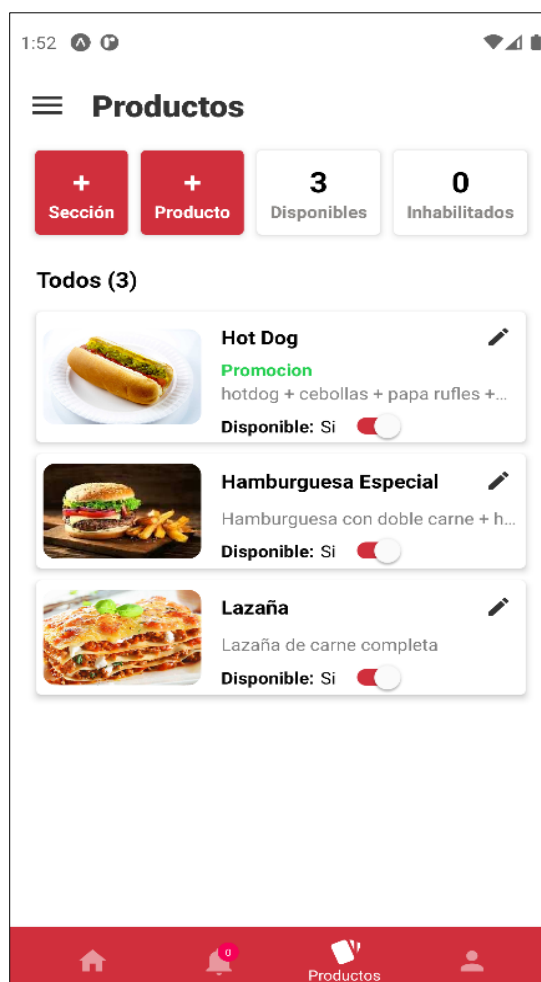 1:52
Productos
+ + 3 0
Sección Producto Disponibles Inhabilitados
Todos (3)
Hot Dog
Promocion
hotdog + cebollas + papa rufles +...
Disponible: Si
Hamburguesa Especial
Hamburguesa con doble carne + h...
Disponible: Si
Lazaña
Lazaña de carne completa
Disponible: Si
0
Productos